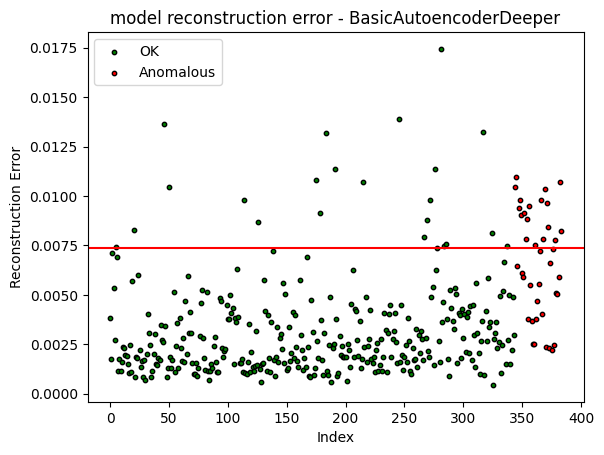 model reconstruction error - BasicAutoencoderDeeper
OK
Anomalous
0.0175
0.0150
0.0125
0.0100
0.0075
0.0050
0.0025
0.0000
Reconstruction Error
0 50 100 150 200 250 300 350 400
Index